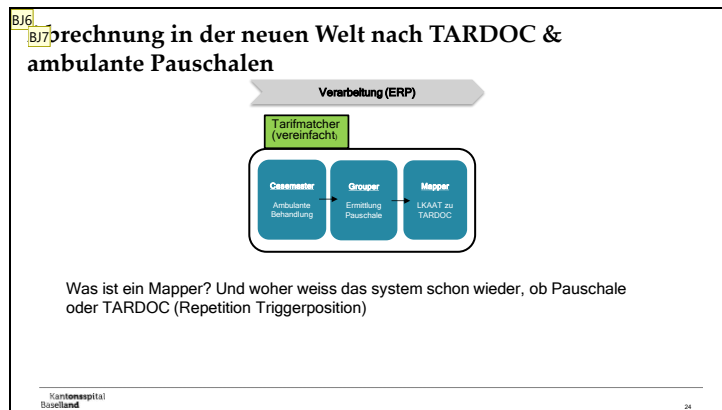 BJ6
BJ7
brechnung in der neuen Welt nach TARDOC &
ambulante Pauschalen
Verarbeitung (ERP)
Tarifmatcher
(vereinfacht)
Casemaster
Ambulante
Behandlung
Grouper
Ermittlung
Pauschale
Mapper
LKAAT zu
TARDOC
Was ist ein Mapper? Und woher weiss das system schon wieder, ob Pauschale
oder TARDOC (Repetition Triggerposition)
Kantonsspital
Baselland
24